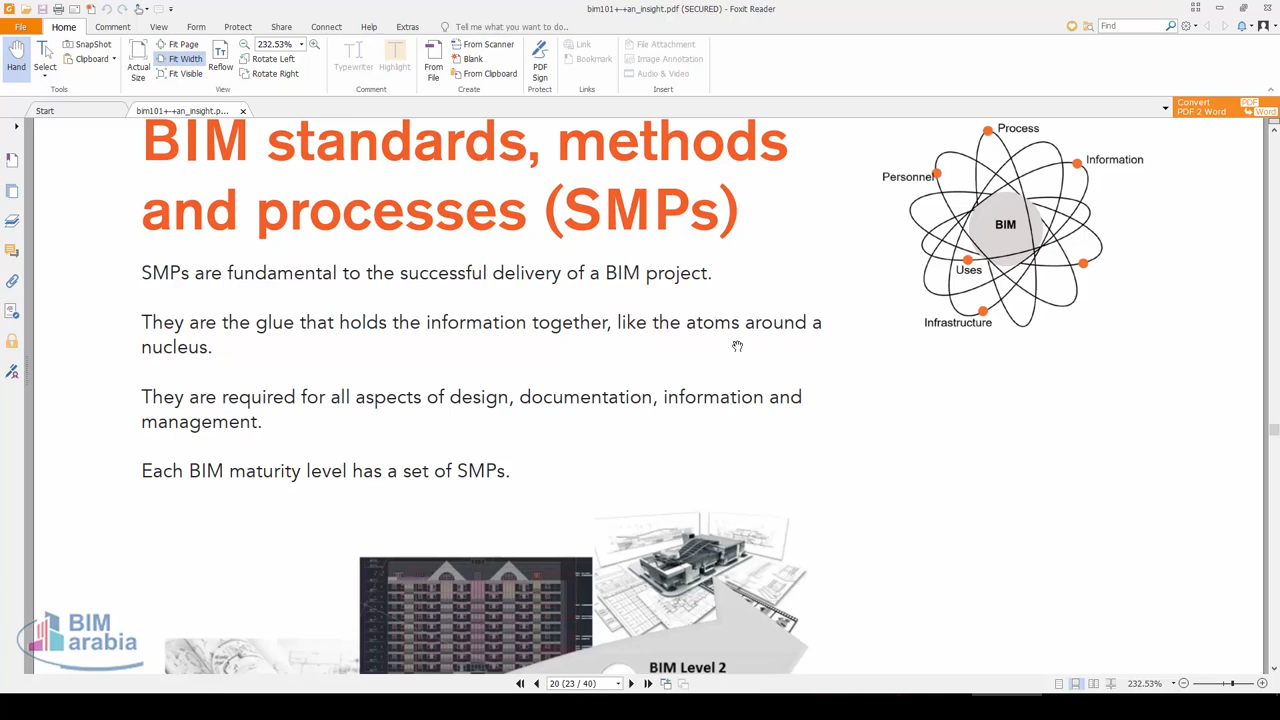 bim101+-+an_insight.pdf (SECURED) - Foxit Reader
File Home Comment View Form Protect Share Connect Help Extras Tell me what you want to do... Find
Hand
Select
SnapShot
Clipboard
Tools
Actual Size
Fit Page
Fit Width
Fit Visible
Reflow
232.53%
Rotate Left
Rotate Right
View
Typewriter
Highlight
Comment
From File
From Scanner
Blank
From Clipboard
Create
PDF Sign
Protect
Link
Bookmark
Links
File Attachment
Image Annotation
Audio & Video
Insert
Start
bim101+-+an_insight.p...
Convert
PDF 2 Word
PDF
Word
BIM standards, methods
and processes (SMPs)
SMPs are fundamental to the successful delivery of a BIM project.
They are the glue that holds the information together, like the atoms around a
nucleus.
They are required for all aspects of design, documentation, information and
management.
Each BIM maturity level has a set of SMPs.
Process
Information
Personnel
BIM
Uses
Infrastructure
BIM Level 2
BIM
arabia
20 (23 / 40)
232.53%